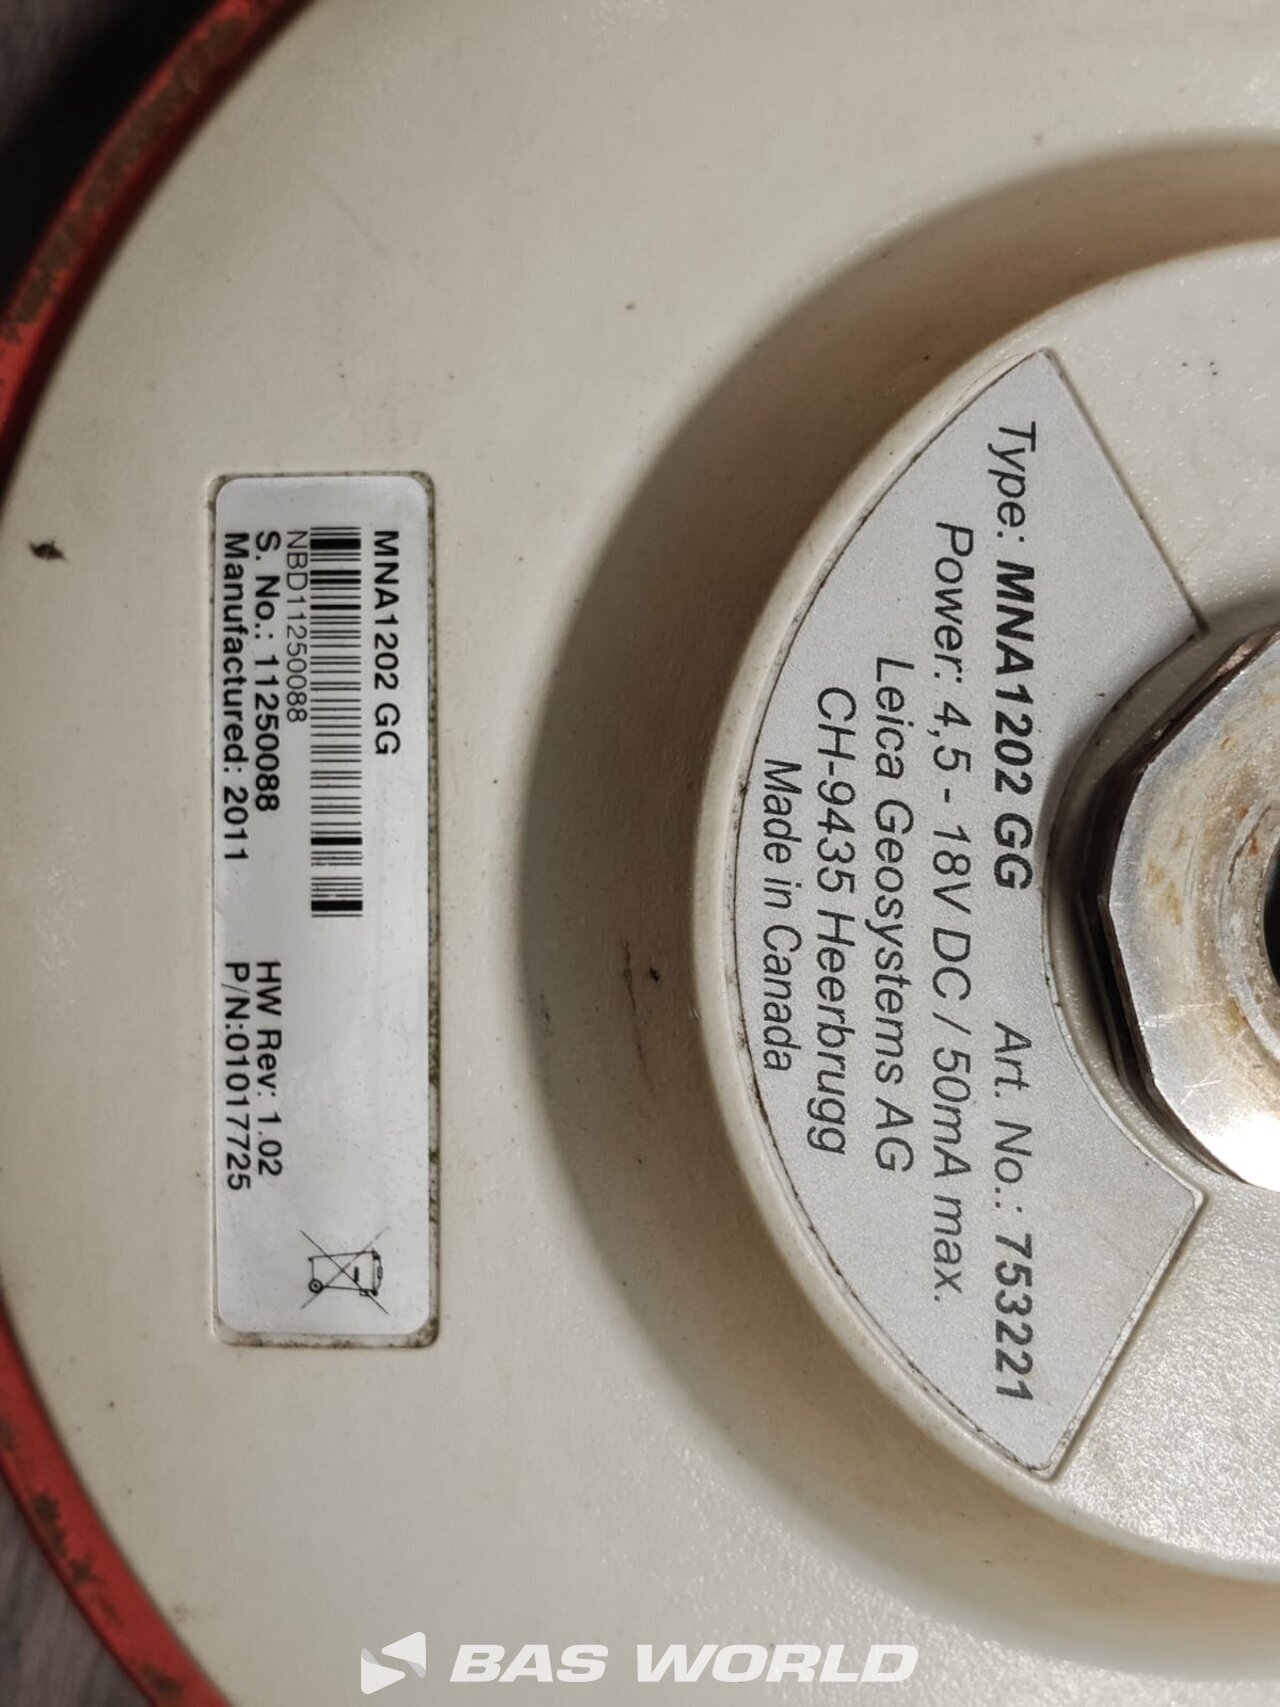 Type: MNA1202 GG Art. No.: 753221
Power: 4,5 - 18V DC / 50mA max.
Leica Geosystems AG
CH-9435 Heerbrugg
Made in Canada
MNA1202 GG
NBD11250088
S. No.: 11250088 HW Rev: 1.02
Manufactured: 2011 P/N:01017725
BAS WORLD